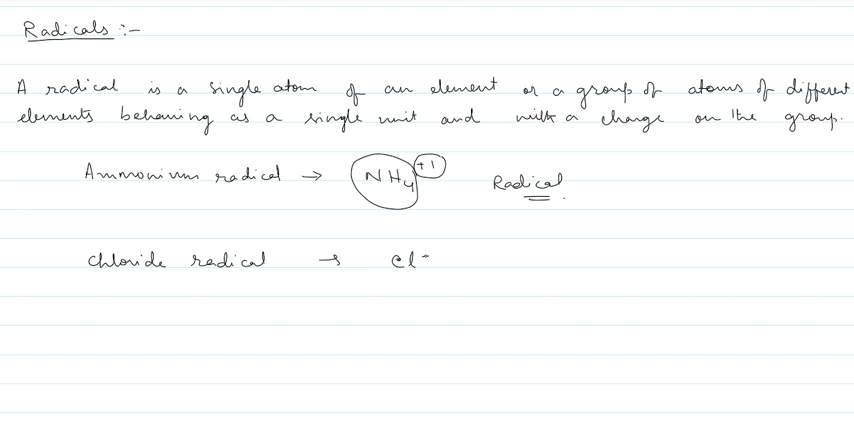 Radicals :-
A radical is a single atom of an element or a group of atoms of different
elements behaving as a single unit and with a charge on the group.
Ammonium radical → NH₄⁺¹ Radical.
Chloride radical → Cl⁻